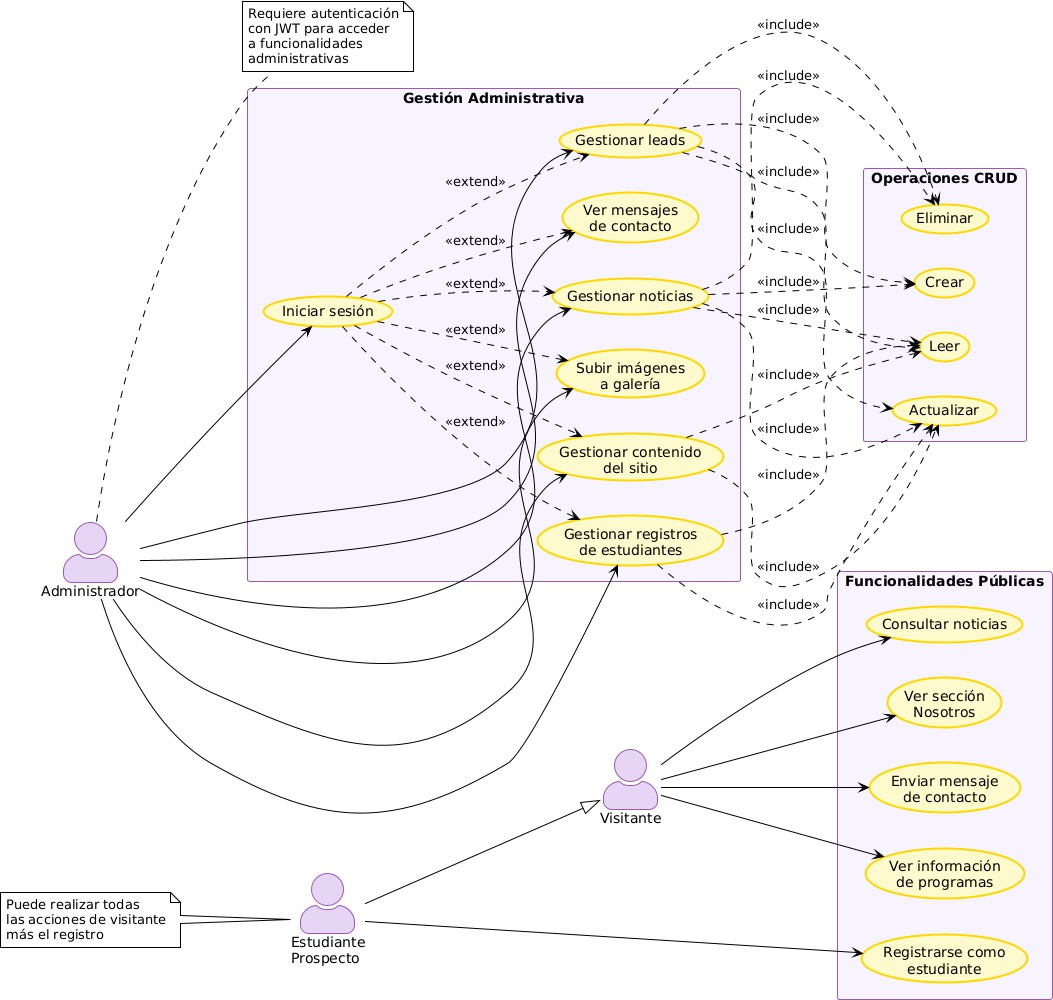 Requiere autenticación
con JWT para acceder
a funcionalidades
administrativas
Gestión Administrativa
Gestionar leads
Ver mensajes
de contacto
Gestionar noticias
Iniciar sesión
Subir imágenes
a galería
Gestionar contenido
del sitio
Gestionar registros
de estudiantes
«extend»
«extend»
«extend»
«extend»
«extend»
«extend»
«include»
«include»
«include»
«include»
«include»
«include»
«include»
«include»
«include»
«include»
«include»
«include»
Operaciones CRUD
Eliminar
Crear
Leer
Actualizar
Administrador
Funcionalidades Públicas
Consultar noticias
Ver sección
Nosotros
Enviar mensaje
de contacto
Ver información
de programas
Registrarse como
estudiante
Visitante
Estudiante
Prospecto
Puede realizar todas
las acciones de visitante
más el registro